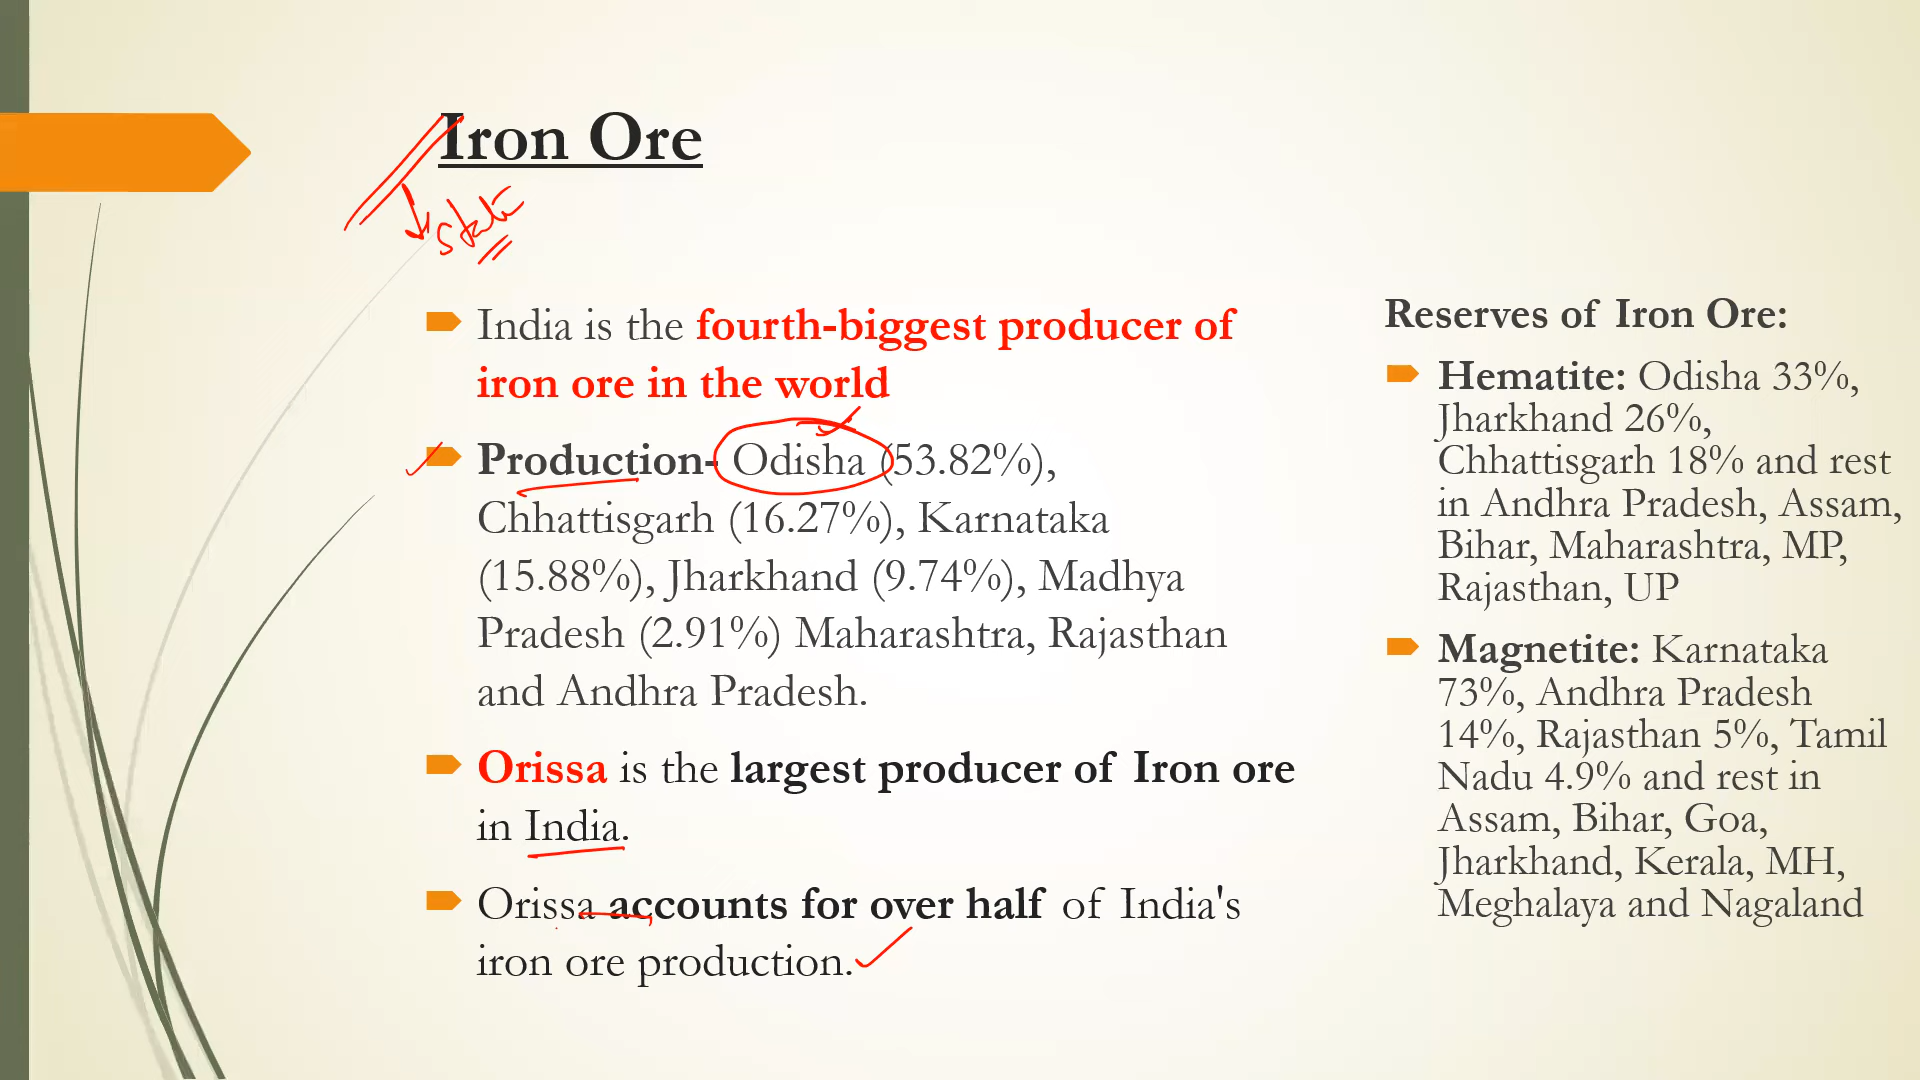 Iron Ore
State
India is the fourth-biggest producer of
iron ore in the world
Production- Odisha (53.82%),
Chhattisgarh (16.27%), Karnataka
(15.88%), Jharkhand (9.74%), Madhya
Pradesh (2.91%) Maharashtra, Rajasthan
and Andhra Pradesh.
Orissa is the largest producer of Iron ore
in India.
Orissa accounts for over half of India's
iron ore production.
Reserves of Iron Ore:
Hematite: Odisha 33%,
Jharkhand 26%,
Chhattisgarh 18% and rest
in Andhra Pradesh, Assam,
Bihar, Maharashtra, MP,
Rajasthan, UP
Magnetite: Karnataka
73%, Andhra Pradesh
14%, Rajasthan 5%, Tamil
Nadu 4.9% and rest in
Assam, Bihar, Goa,
Jharkhand, Kerala, MH,
Meghalaya and Nagaland